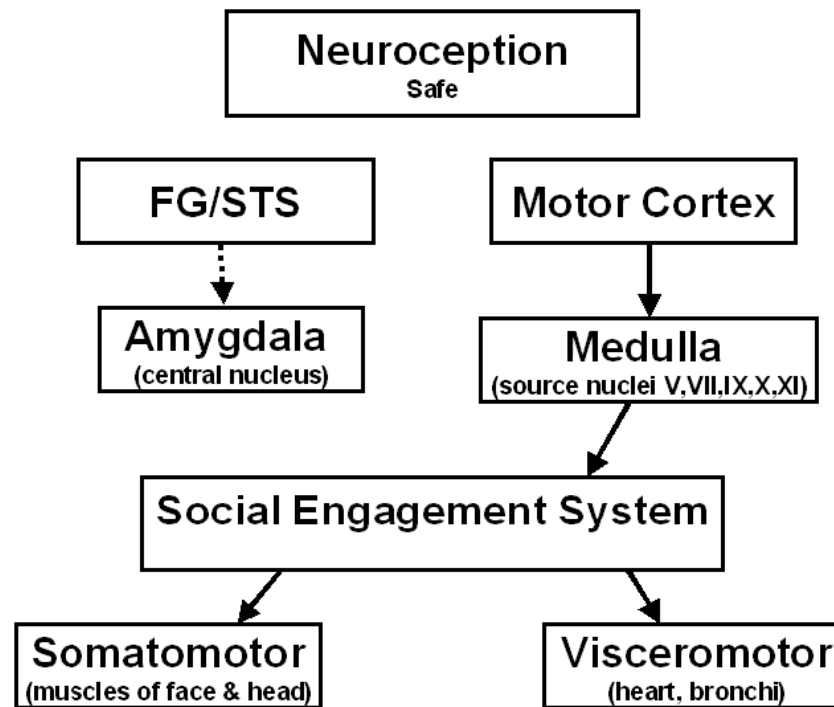 Neuroception
Safe
FG/STS
Motor Cortex
Amygdala
(central nucleus)
Medulla
(source nuclei V,VII,IX,X,XI)
Social Engagement System
Somatomotor
(muscles of face & head)
Visceromotor
(heart, bronchi)